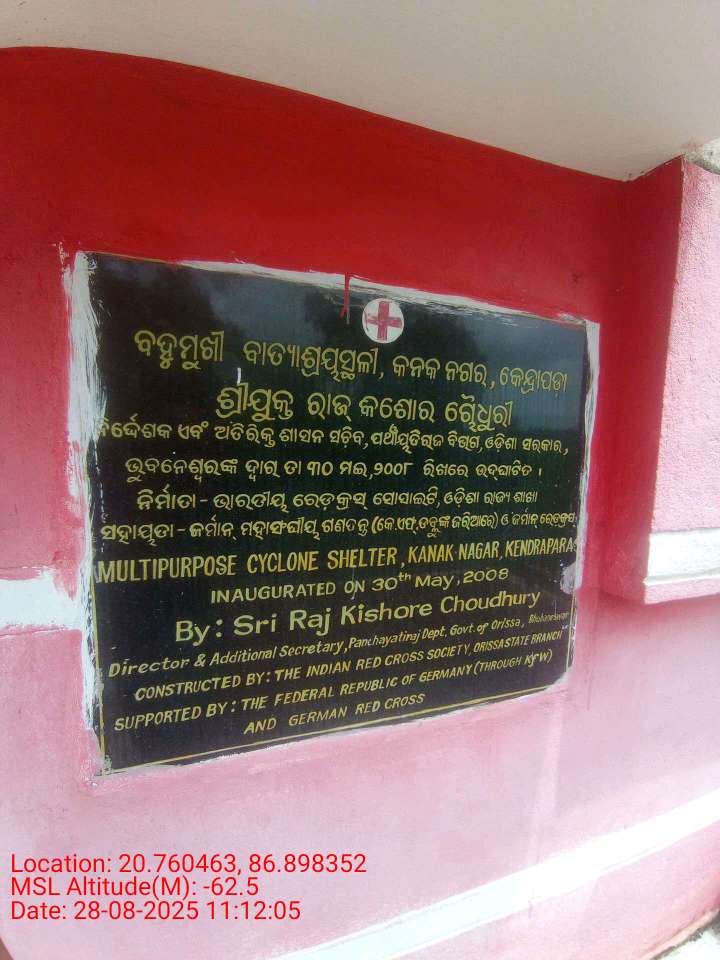 ବହୁମୁଖୀ ବାତ୍ୟାଶ୍ରୟସ୍ଥଳୀ, କନକ ନଗର, କେନ୍ଦ୍ରାପଡ଼ା
ଶ୍ରୀଯୁକ୍ତ ରାଜ୍ କଶୋର ଚୌଧୁରୀ
ନିର୍ଦ୍ଦେଶକ ଏବଂ ଅତିରିକ୍ତ ଶାସନ ସଚ଼ିବ, ଓଡ଼ିଶା ସରକାର,
ଭୁବନେଶ୍ୱରଙ୍କ ଦ୍ୱାରା ତା ୩୦ ମଇ,୨୦୦୮ ରିଖରେ ଉଦ୍‌ଘାଟିତ ।
ନିର୍ମାତା - ଭାରତୀୟ ରେଡ଼କ୍ରସ୍ ସୋସାଇଟି, ଓଡ଼ିଶା ରାଜ୍ୟ ଶାଖା
ସହାୟତା - ଜର୍ମାନ୍ ମହାସଂଘୀୟ ଗଣତନ୍ତ୍ର (କେ.ଏଫ୍.ଡବ୍ଲୁଙ୍କ ଜରିଆରେ) ଓ ଜର୍ମାନ୍ ରେଡ଼କ୍ରସ୍
MULTIPURPOSE CYCLONE SHELTER, KANAK NAGAR, KENDRAPARA
INAUGURATED ON 30th May, 2008
By: Sri Raj Kishore Choudhury
Director & Additional Secretary, Panchayatiraj Dept. Govt. of Orissa, Bhubaneswar
CONSTRUCTED BY: THE INDIAN RED CROSS SOCIETY, ORISSA STATE BRANCH
SUPPORTED BY: THE FEDERAL REPUBLIC OF GERMANY (THROUGH KfW)
AND GERMAN RED CROSS
Location: 20.760463, 86.898352
MSL Altitude(M): -62.5
Date: 28-08-2025 11:12:05